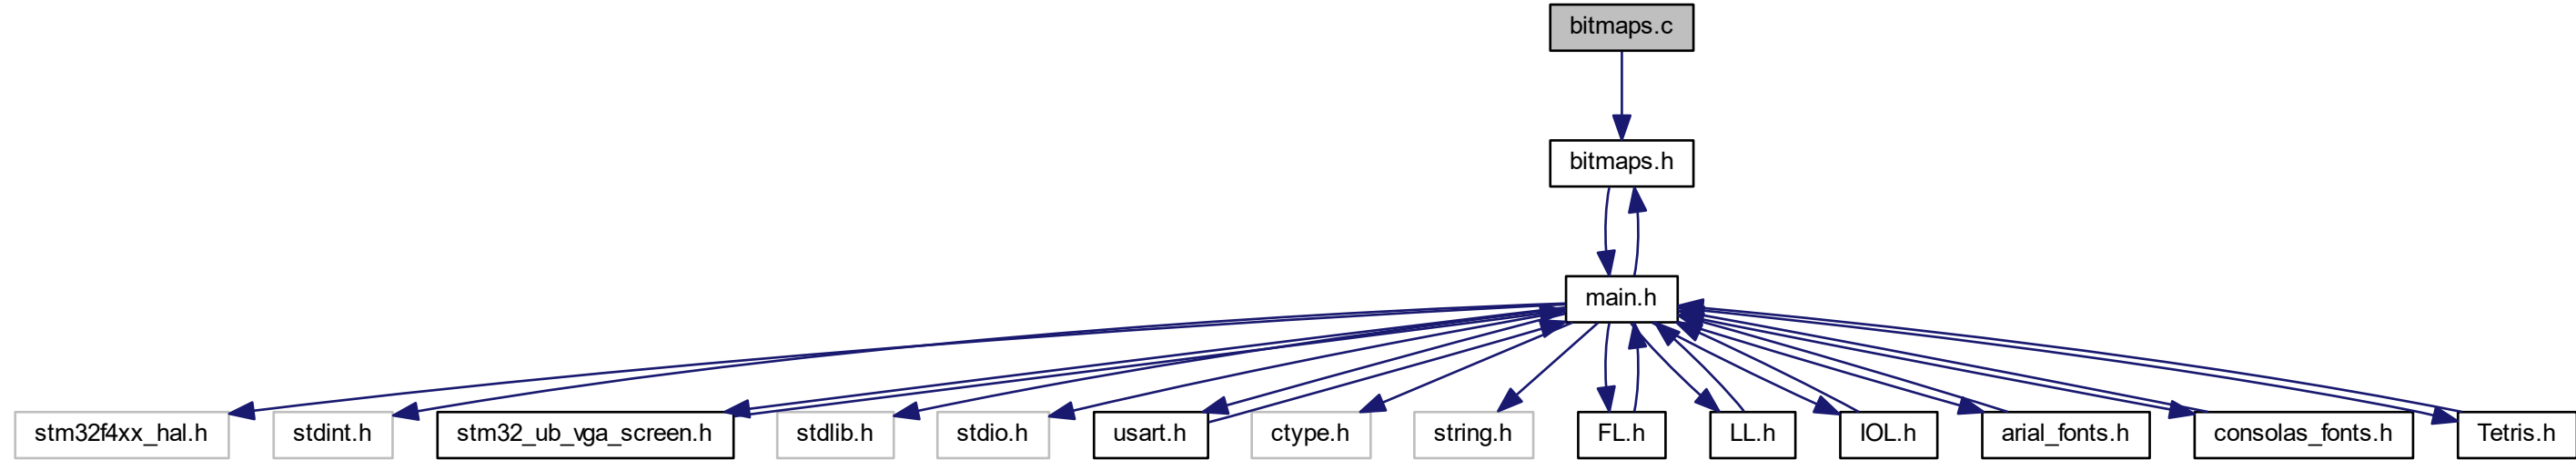 bitmaps.c
bitmaps.h
main.h
stm32f4xx_hal.h
stdint.h
stm32_ub_vga_screen.h
stdlib.h
stdio.h
usart.h
ctype.h
string.h
FL.h
LL.h
IOL.h
arial_fonts.h
consolas_fonts.h
Tetris.h